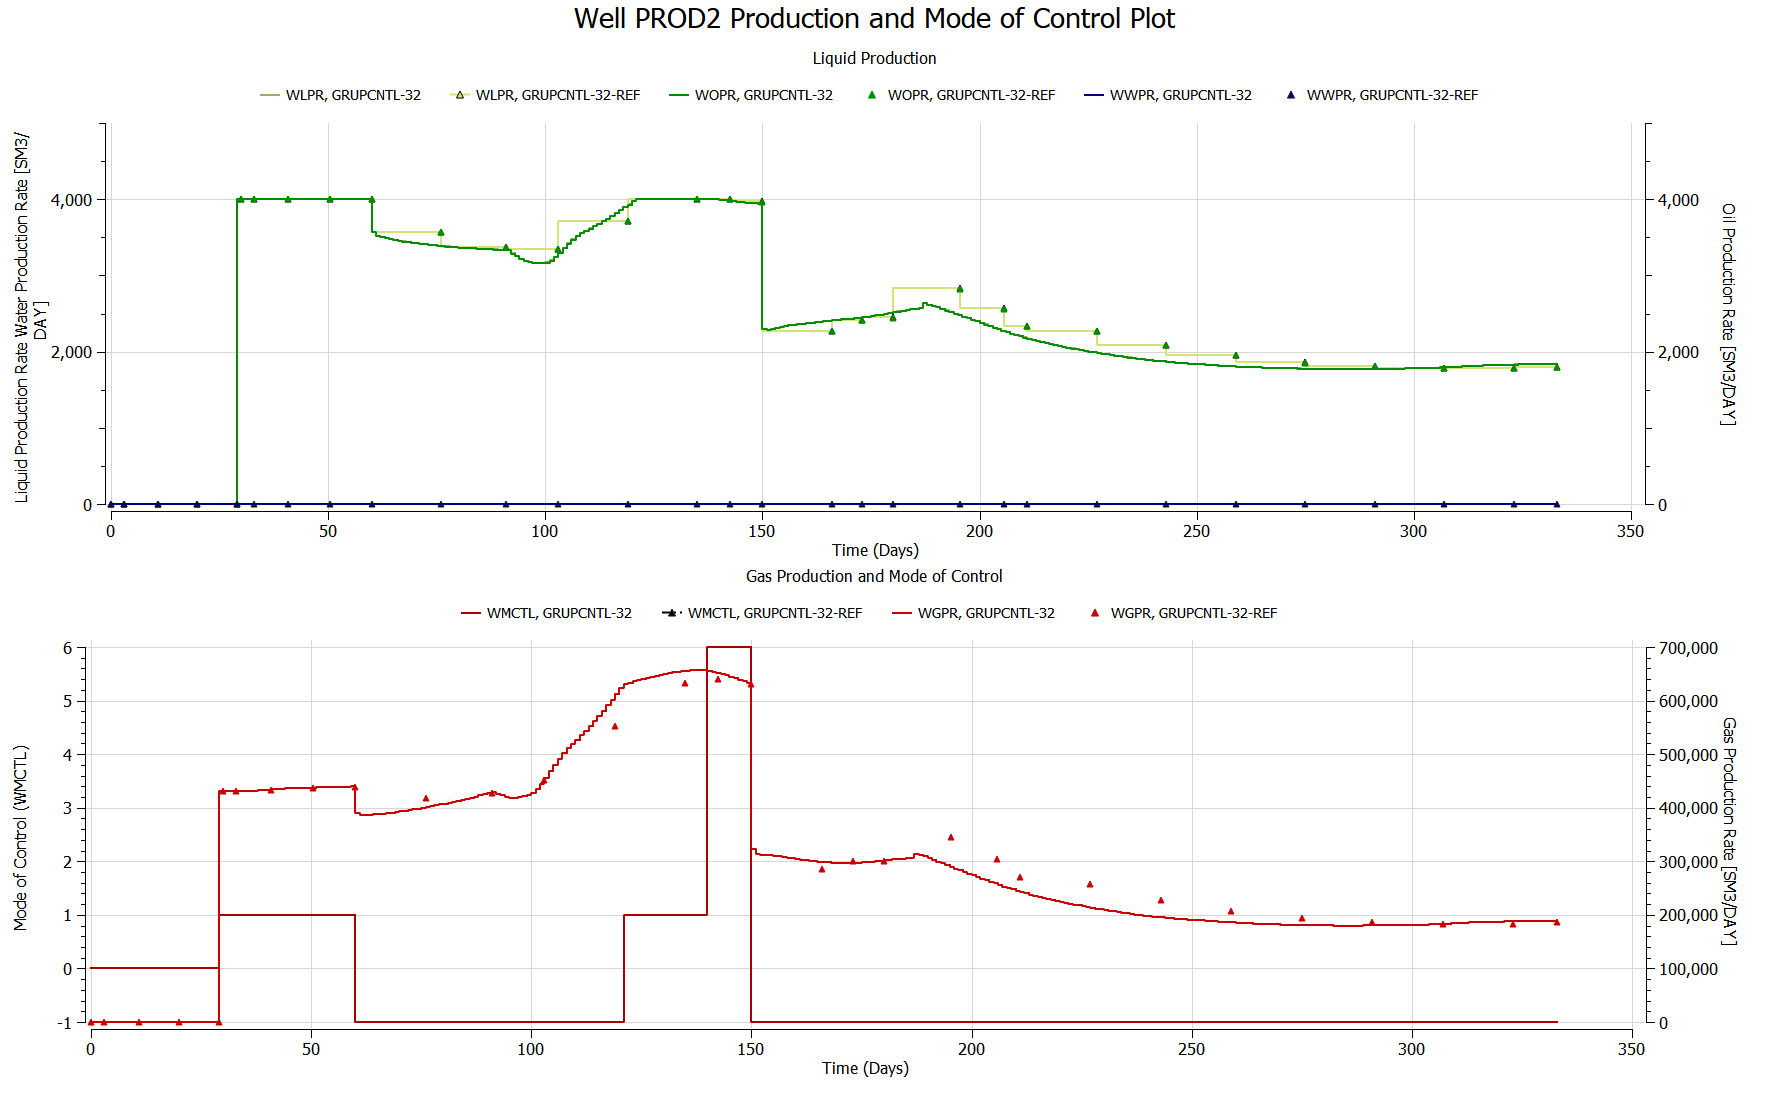 Well PROD2 Production and Mode of Control Plot
Liquid Production
WLPR, GRUPCNTL-32 WLPR, GRUPCNTL-32-REF WOPR, GRUPCNTL-32 WOPR, GRUPCNTL-32-REF WWPR, GRUPCNTL-32 WWPR, GRUPCNTL-32-REF
Liquid Production Rate Water Production Rate [SM3/
DAY]
4,000
2,000
0
4,000
2,000
0
Oil Production Rate [SM3/DAY]
0 50 100 150 200 250 300 350
Time (Days)
Gas Production and Mode of Control
WMCTL, GRUPCNTL-32 WMCTL, GRUPCNTL-32-REF WGPR, GRUPCNTL-32 WGPR, GRUPCNTL-32-REF
Mode of Control (WMCTL)
6
5
4
3
2
1
0
-1
700,000
600,000
500,000
400,000
300,000
200,000
100,000
0
Gas Production Rate [SM3/DAY]
0 50 100 150 200 250 300 350
Time (Days)